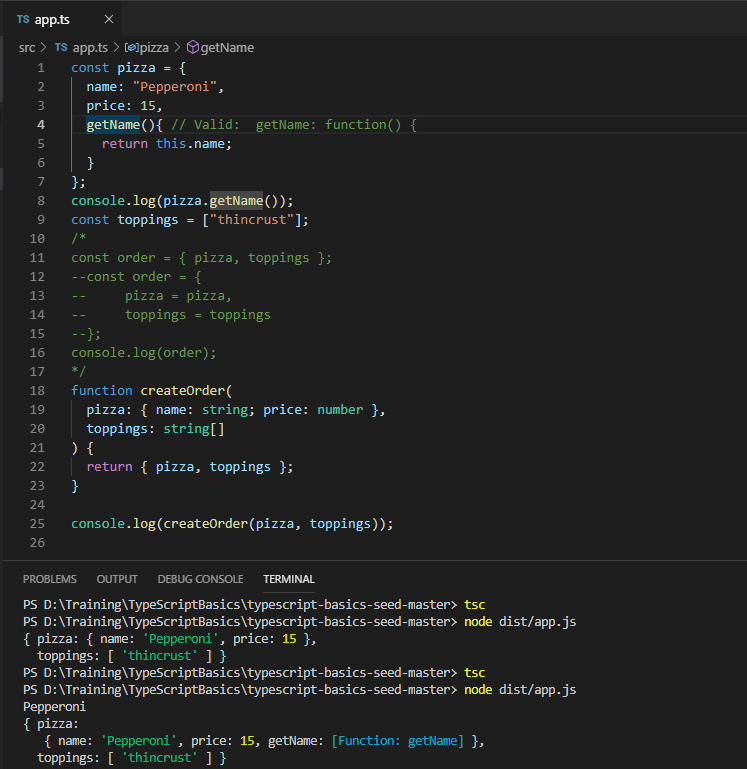 TS app.ts ×
src > TS app.ts > pizza > getName
1 const pizza = {
2   name: "Pepperoni",
3   price: 15,
4   getName(){ // Valid:  getName: function() {
5     return this.name;
6   }
7 };
8 console.log(pizza.getName());
9 const toppings = ["thincrust"];
10 /*
11 const order = { pizza, toppings };
12 --const order = {
13 --     pizza = pizza,
14 --     toppings = toppings
15 --};
16 console.log(order);
17 */
18 function createOrder(
19   pizza: { name: string; price: number },
20   toppings: string[]
21 ) {
22   return { pizza, toppings };
23 }
24
25 console.log(createOrder(pizza, toppings));
26
PROBLEMS OUTPUT DEBUG CONSOLE TERMINAL
PS D:\Training\TypeScriptBasics\typescript-basics-seed-master> tsc
PS D:\Training\TypeScriptBasics\typescript-basics-seed-master> node dist/app.js
{ pizza: { name: 'Pepperoni', price: 15 },
  toppings: [ 'thincrust' ] }
PS D:\Training\TypeScriptBasics\typescript-basics-seed-master> tsc
PS D:\Training\TypeScriptBasics\typescript-basics-seed-master> node dist/app.js
Pepperoni
{ pizza:
   { name: 'Pepperoni', price: 15, getName: [Function: getName] },
  toppings: [ 'thincrust' ] }